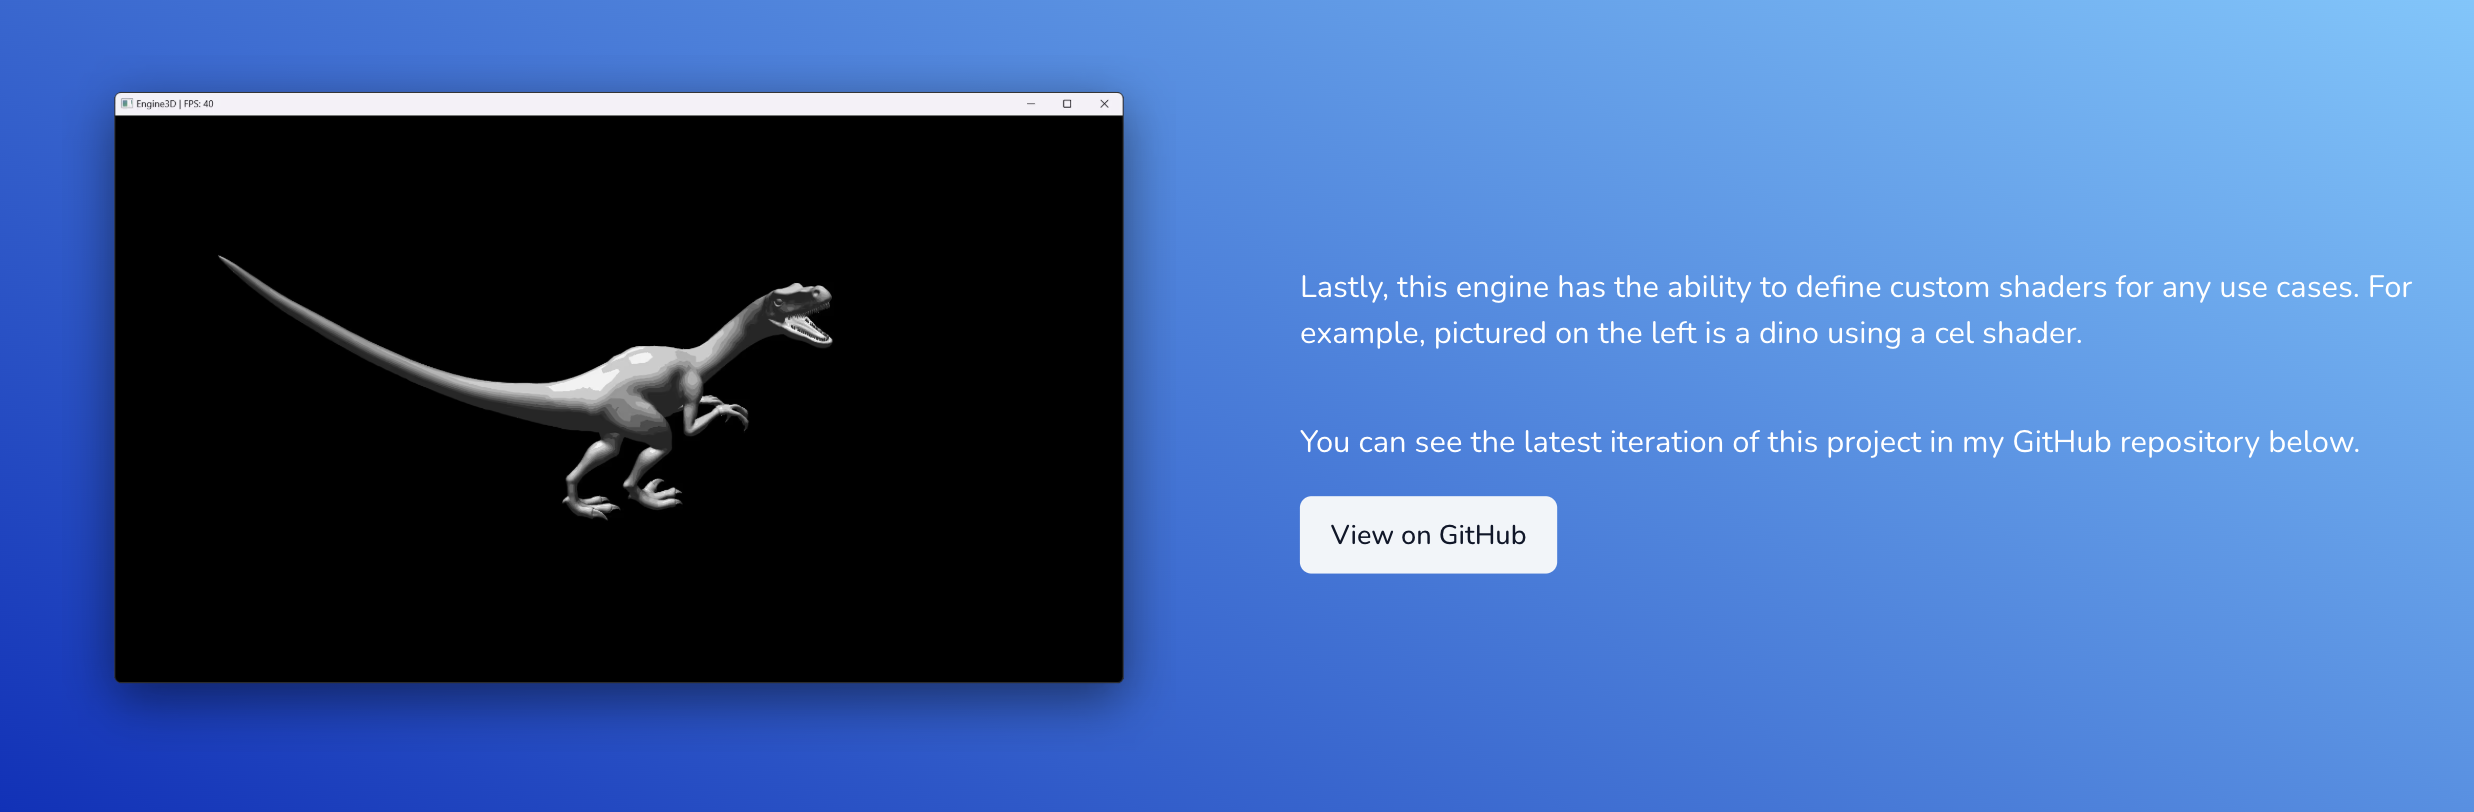 Engine3D | FPS: 40
Lastly, this engine has the ability to define custom shaders for any use cases. For
example, pictured on the left is a dino using a cel shader.
You can see the latest iteration of this project in my GitHub repository below.
View on GitHub